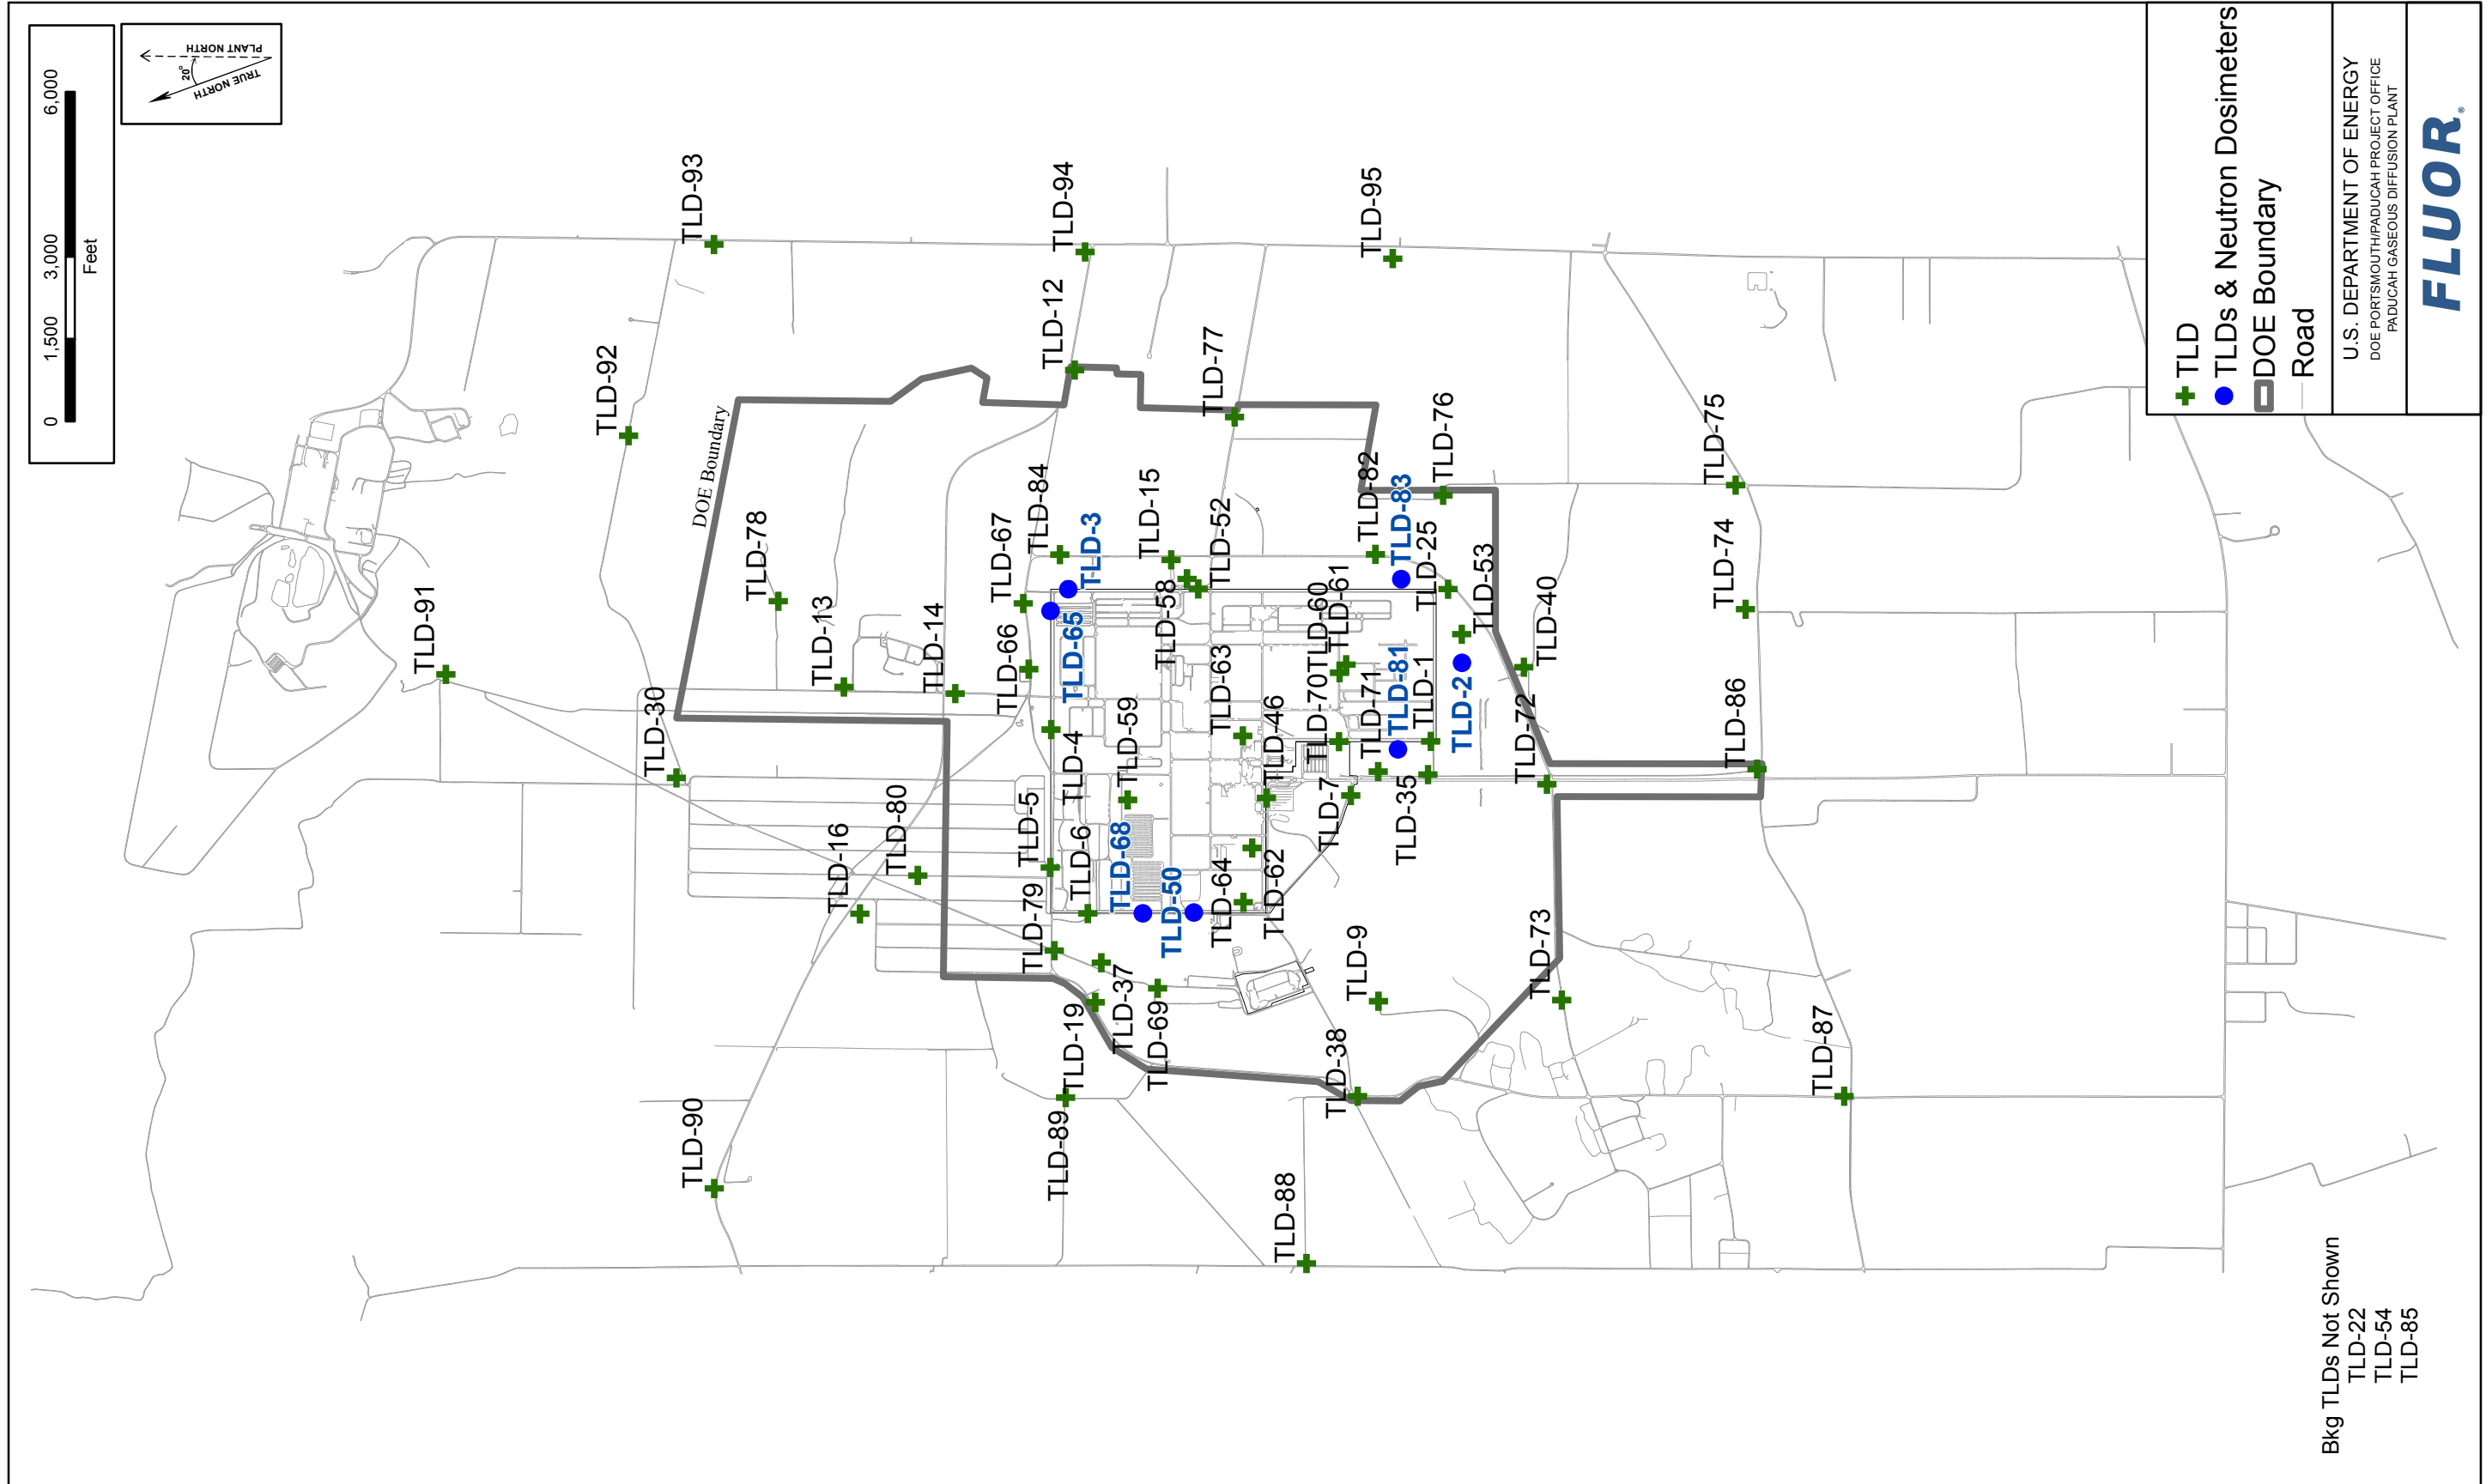 0 1,500 3,000 6,000
Feet
PLANT NORTH
20°
TRUE NORTH
TLD-93
TLD-94
TLD-95
TLD-12
TLD-92
TLD-77
DOE Boundary
TLD-76
TLD-75
TLD-84
TLD-15
TLD-82
TLD-83
TLD-78
TLD-67
TLD-3
TLD-52
TLD-25
TLD-74
TLD-91
TLD-13
TLD-14
TLD-66
TLD-65
TLD-58
TLD-60
TLD-61
TLD-53
TLD-40
TLD-30
TLD-4
TLD-59
TLD-63
TLD-46
TLD-70
TLD-71
TLD-81
TLD-1
TLD-2
TLD-72
TLD-86
TLD-16
TLD-80
TLD-5
TLD-6
TLD-68
TLD-50
TLD-64
TLD-62
TLD-7
TLD-35
TLD-79
TLD-37
TLD-19
TLD-69
TLD-9
TLD-73
TLD-38
TLD-87
TLD-90
TLD-89
TLD-88
TLD
TLDs & Neutron Dosimeters
DOE Boundary
Road
U.S. DEPARTMENT OF ENERGY
DOE PORTSMOUTH/PADUCAH PROJECT OFFICE
PADUCAH GASEOUS DIFFUSION PLANT
FLUOR®
Bkg TLDs Not Shown
TLD-22
TLD-54
TLD-85